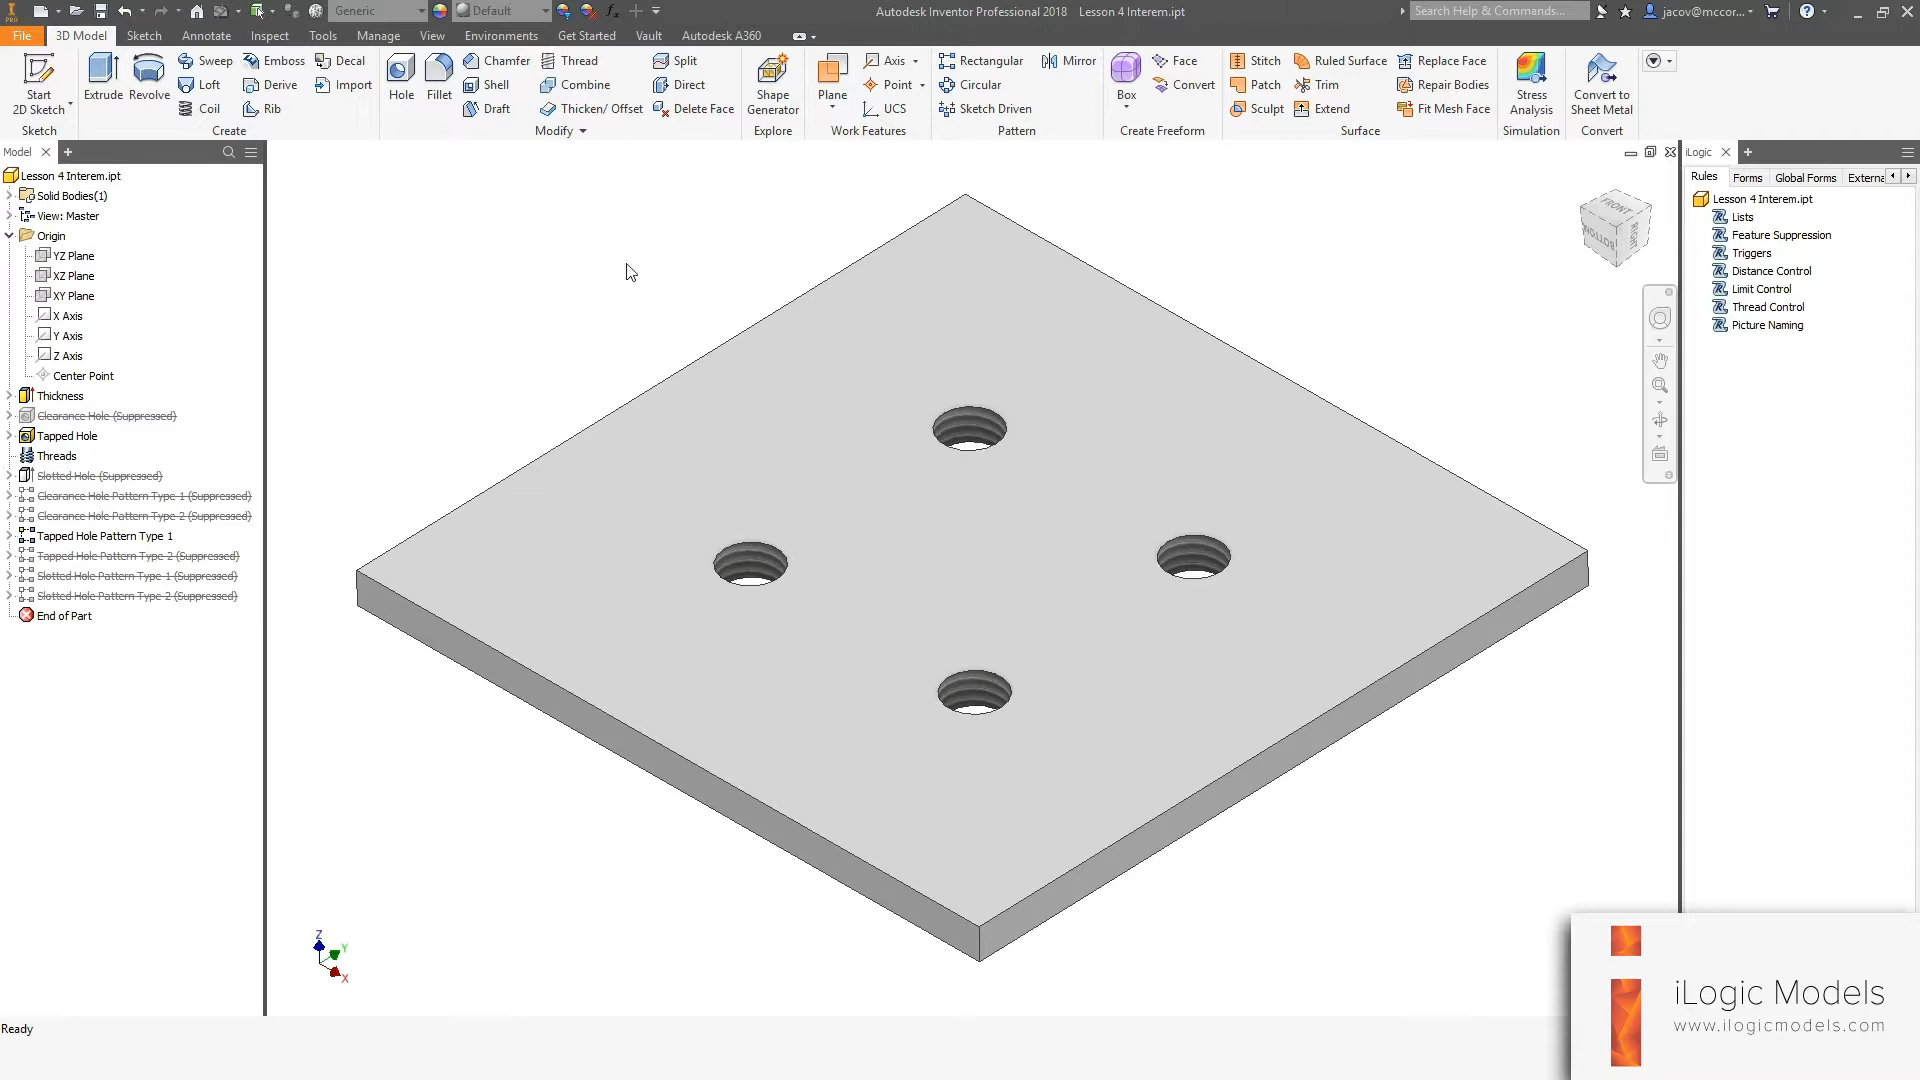 PRO Generic Default Autodesk Inventor Professional 2018 Lesson 4 Interem.ipt Search Help & Commands... jacov@mccor...
File 3D Model Sketch Annotate Inspect Tools Manage View Environments Get Started Vault Autodesk A360
Start 2D Sketch
Extrude Revolve
Sweep Emboss Decal
Loft Derive Import
Coil Rib
Hole Fillet
Chamfer Thread Split
Shell Combine Direct
Draft Thicken/ Offset Delete Face
Shape Generator
Plane
Axis
Point
UCS
Rectangular Mirror
Circular
Sketch Driven
Box
Face
Convert
Stitch Ruled Surface Replace Face
Patch Trim Repair Bodies
Sculpt Extend Fit Mesh Face
Stress Analysis
Convert to Sheet Metal
Sketch Create Modify Explore Work Features Pattern Create Freeform Surface Simulation Convert
Model
Lesson 4 Interem.ipt
Solid Bodies(1)
View: Master
Origin
YZ Plane
XZ Plane
XY Plane
X Axis
Y Axis
Z Axis
Center Point
Thickness
Clearance Hole (Suppressed)
Tapped Hole
Threads
Slotted Hole (Suppressed)
Clearance Hole Pattern Type 1 (Suppressed)
Clearance Hole Pattern Type 2 (Suppressed)
Tapped Hole Pattern Type 1
Tapped Hole Pattern Type 2 (Suppressed)
Slotted Hole Pattern Type 1 (Suppressed)
Slotted Hole Pattern Type 2 (Suppressed)
End of Part
FRONT
RIGHT
BOTTOM
Z
Y
X
iLogic
Rules Forms Global Forms Externa
Lesson 4 Interem.ipt
Lists
Feature Suppression
Triggers
Distance Control
Limit Control
Thread Control
Picture Naming
iLogic Models
www.ilogicmodels.com
Ready